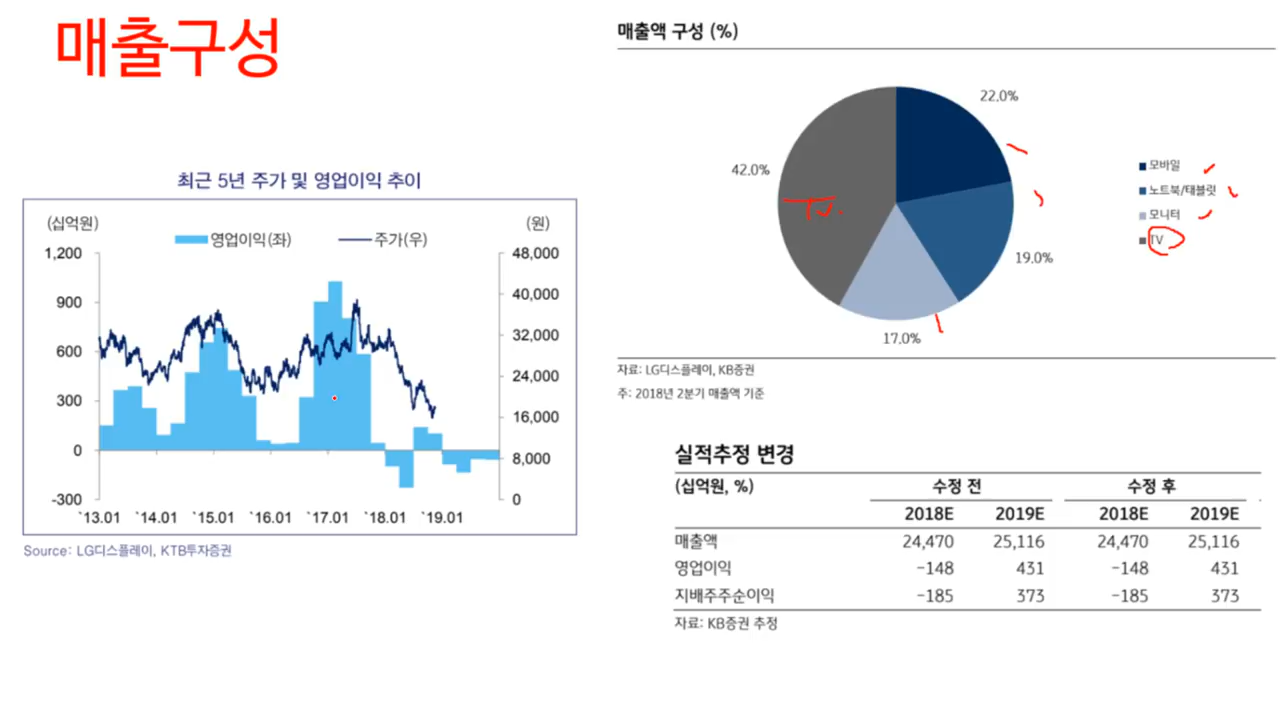 매출구성
최근 5년 주가 및 영업이익 추이
(십억원) (원)
영업이익(좌) 주가(우)
1,200 48,000
40,000
900
32,000
600
24,000
300
16,000
0
8,000
-300 0
`13.01 `14.01 `15.01 `16.01 `17.01 `18.01 `19.01
Source: LG디스플레이, KTB투자증권
매출액 구성 (%)
22.0%
42.0%
TV.
19.0%
17.0%
모바일
노트북/태블릿
모니터
TV
자료: LG디스플레이, KB증권
주: 2018년 2분기 매출액 기준
실적추정 변경
(십억원, %) 수정 전 수정 후
2018E 2019E 2018E 2019E
매출액 24,470 25,116 24,470 25,116
영업이익 -148 431 -148 431
지배주주순이익 -185 373 -185 373
자료: KB증권 추정